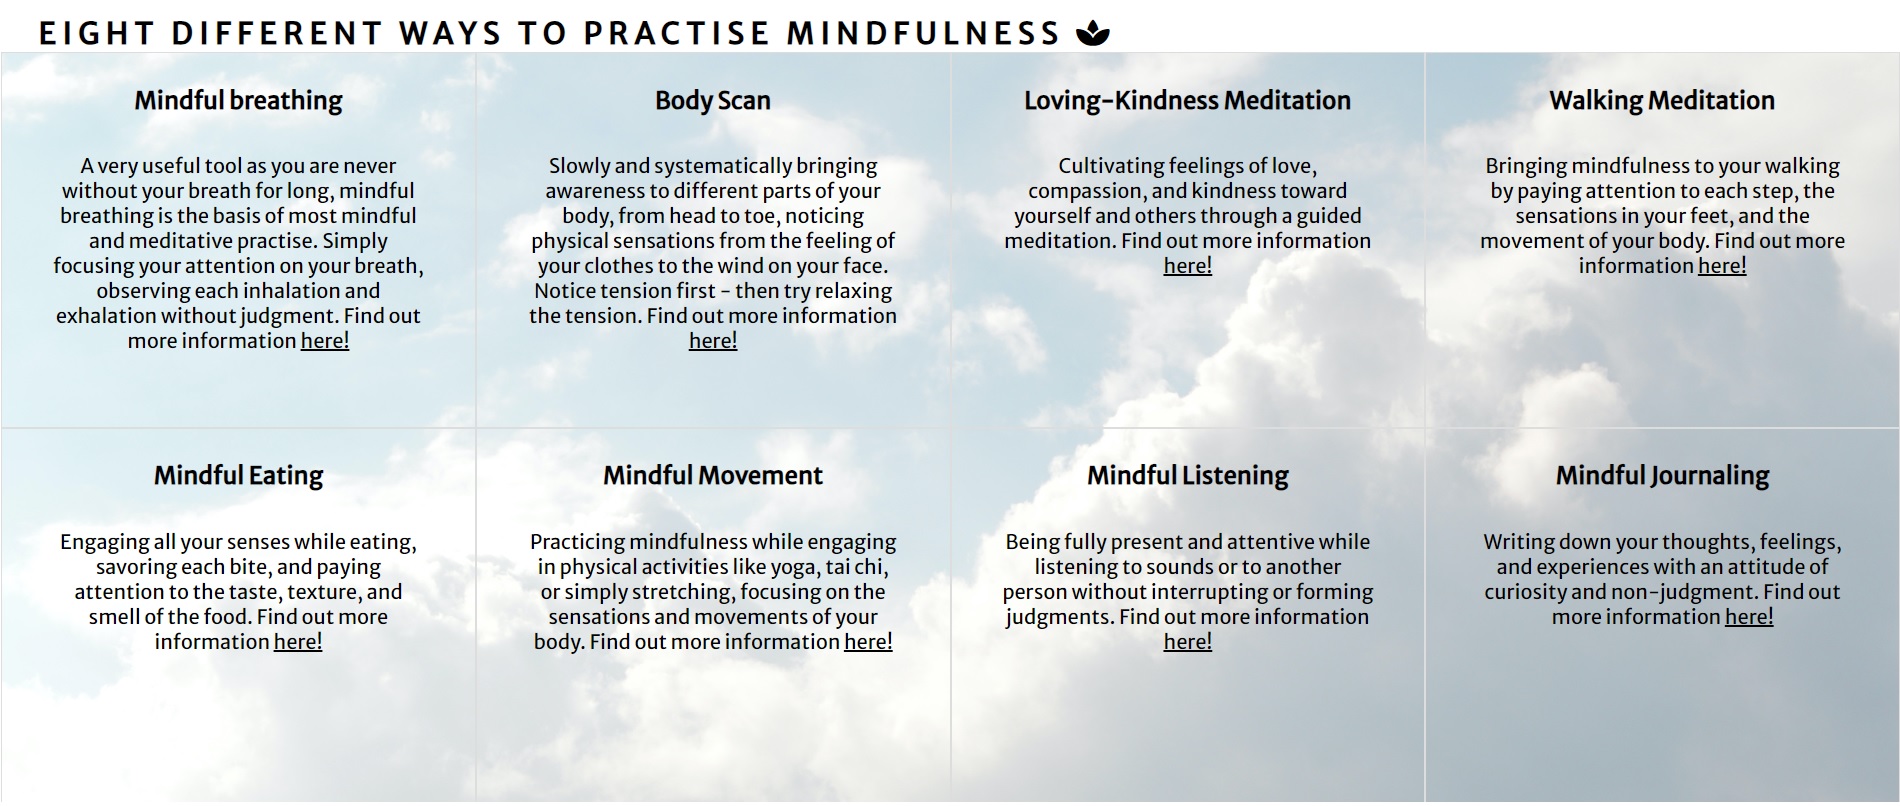 EIGHT DIFFERENT WAYS TO PRACTISE MINDFULNESS
Mindful breathing
A very useful tool as you are never
without your breath for long, mindful
breathing is the basis of most mindful
and meditative practise. Simply
focusing your attention on your breath,
observing each inhalation and
exhalation without judgment. Find out
more information here!
Body Scan
Slowly and systematically bringing
awareness to different parts of your
body, from head to toe, noticing
physical sensations from the feeling of
your clothes to the wind on your face.
Notice tension first - then try relaxing
the tension. Find out more information
here!
Loving-Kindness Meditation
Cultivating feelings of love,
compassion, and kindness toward
yourself and others through a guided
meditation. Find out more information
here!
Walking Meditation
Bringing mindfulness to your walking
by paying attention to each step, the
sensations in your feet, and the
movement of your body. Find out more
information here!
Mindful Eating
Engaging all your senses while eating,
savoring each bite, and paying
attention to the taste, texture, and
smell of the food. Find out more
information here!
Mindful Movement
Practicing mindfulness while engaging
in physical activities like yoga, tai chi,
or simply stretching, focusing on the
sensations and movements of your
body. Find out more information here!
Mindful Listening
Being fully present and attentive while
listening to sounds or to another
person without interrupting or forming
judgments. Find out more information
here!
Mindful Journaling
Writing down your thoughts, feelings,
and experiences with an attitude of
curiosity and non-judgment. Find out
more information here!